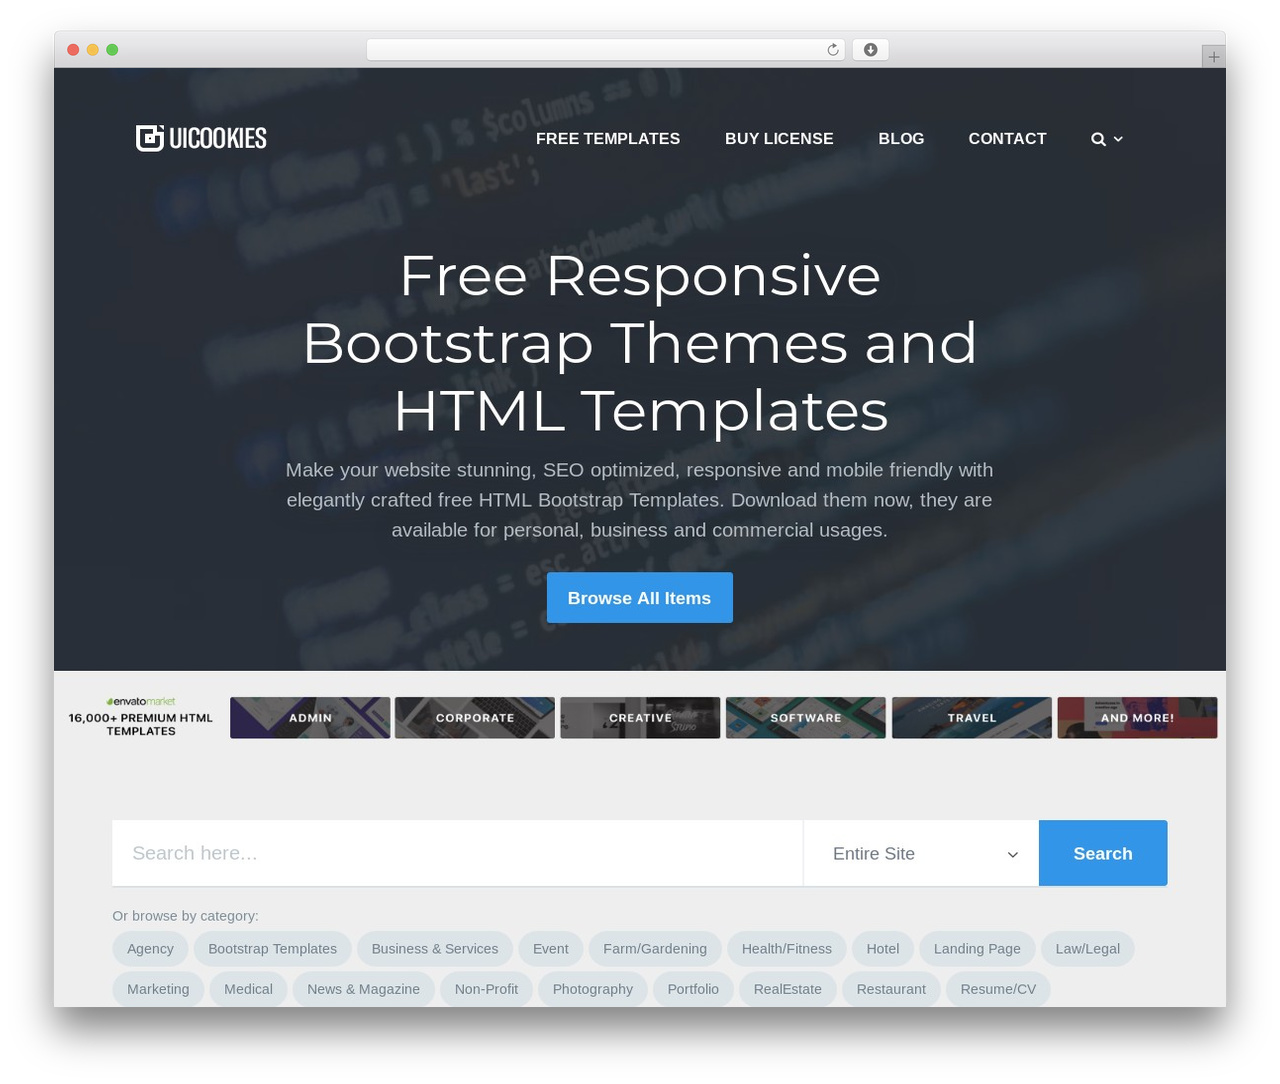 UICOOKIES
FREE TEMPLATES
BUY LICENSE
BLOG
CONTACT
Free Responsive
Bootstrap Themes and
HTML Templates
Make your website stunning, SEO optimized, responsive and mobile friendly with
elegantly crafted free HTML Bootstrap Templates. Download them now, they are
available for personal, business and commercial usages.
Browse All Items
envatomarket
16,000+ PREMIUM HTML
TEMPLATES
ADMIN
CORPORATE
CREATIVE
SOFTWARE
TRAVEL
AND MORE!
Search here...
Entire Site
Search
Or browse by category:
Agency
Bootstrap Templates
Business & Services
Event
Farm/Gardening
Health/Fitness
Hotel
Landing Page
Law/Legal
Marketing
Medical
News & Magazine
Non-Profit
Photography
Portfolio
RealEstate
Restaurant
Resume/CV